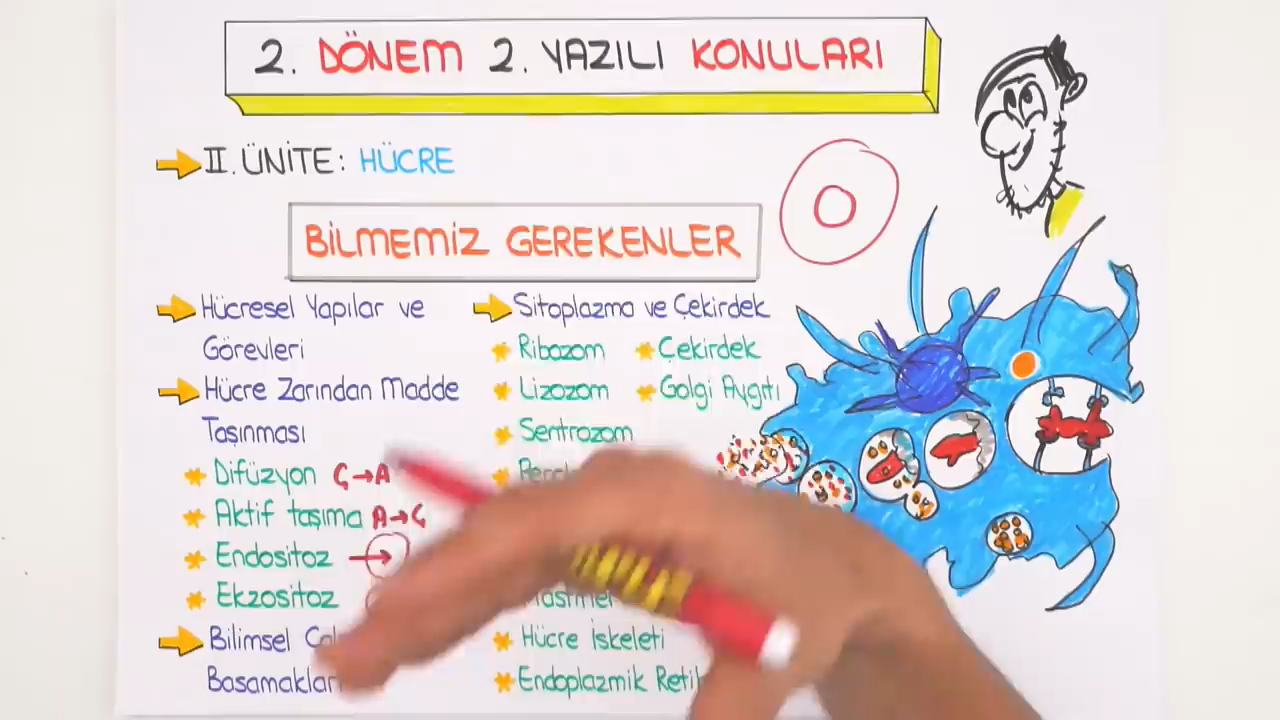 2. DÖNEM 2. YAZILI KONULARI
II. ÜNİTE: HÜCRE
BİLMEMİZ GEREKENLER
Hücresel Yapılar ve
Görevleri
Hücre Zarından Madde
Taşınması
Difüzyon Ç→A
Aktif taşıma A→Ç
Endositoz
Ekzositoz
Bilimsel
Basamakları
Sitoplazma ve Çekirdek
Ribozom
Çekirdek
Lizozom
Golgi Aygıtı
Sentrozom
Hücre İskeleti
Endoplazmik